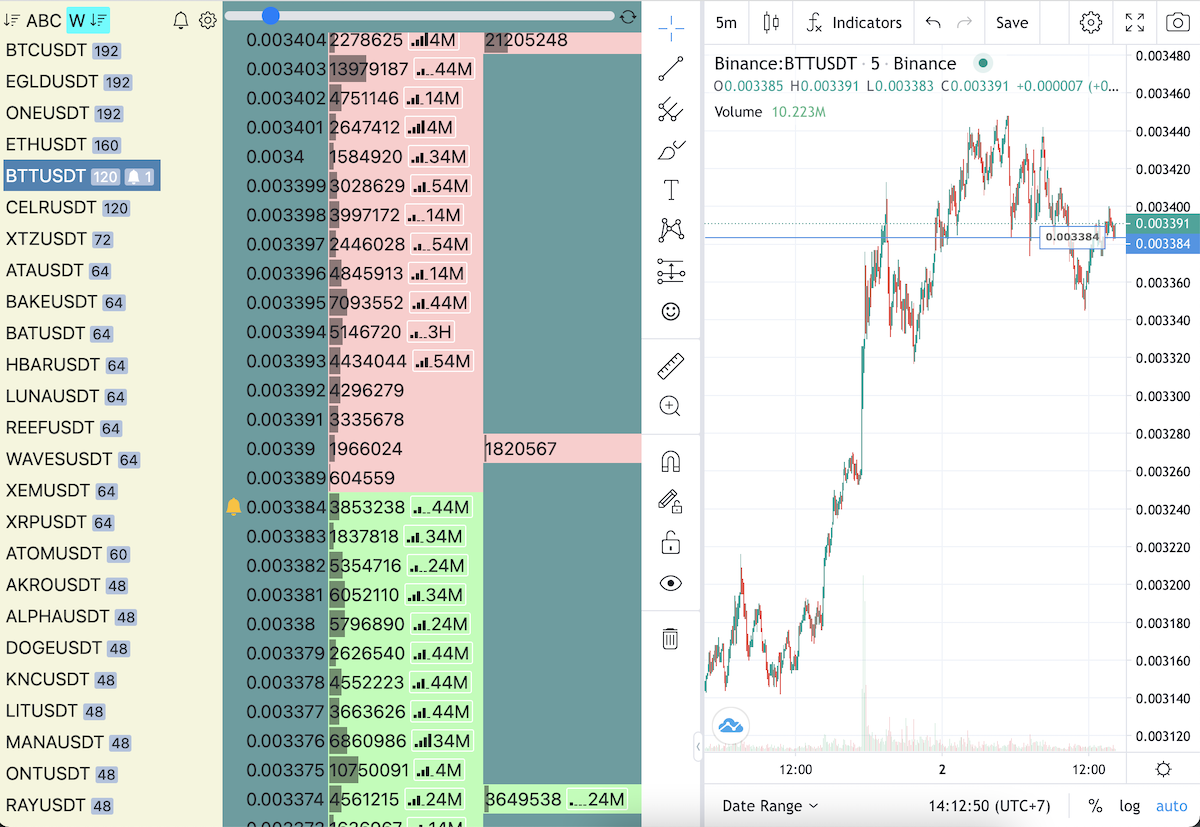 ABC W
BTCUSDT 192
EGLDUSDT 192
ONEUSDT 192
ETHUSDT 160
BTTUSDT 120 1
CELRUSDT 120
XTZUSDT 72
ATAUSDT 64
BAKEUSDT 64
BATUSDT 64
HBARUSDT 64
LUNAUSDT 64
REEFUSDT 64
WAVESUSDT 64
XEMUSDT 64
XRPUSDT 64
ATOMUSDT 60
AKROUSDT 48
ALPHAUSDT 48
DOGEUSDT 48
KNCUSDT 48
LITUSDT 48
MANAUSDT 48
ONTUSDT 48
RAYUSDT 48
0.003404 2278625 4M 21205248
0.003403 13979187 44M
0.003402 4751146 14M
0.003401 2647412 4M
0.0034 1584920 34M
0.003399 3028629 54M
0.003398 3997172 14M
0.003397 2446028 54M
0.003396 4845913 14M
0.003395 7093552 44M
0.003394 5146720 3H
0.003393 4434044 54M
0.003392 4296279
0.003391 3335678
0.00339 1966024 1820567
0.003389 604559
0.003384 3853238 44M
0.003383 1837818 34M
0.003382 5354716 24M
0.003381 6052110 34M
0.00338 5796890 24M
0.003379 2626540 44M
0.003378 4552223 44M
0.003377 3663626 44M
0.003376 6860986 34M
0.003375 10750091 4M
0.003374 4561215 24M 3649538 24M
5m Indicators Save
Binance:BTTUSDT · 5 · Binance
O0.003385 H0.003391 L0.003383 C0.003391 +0.000007 (+0...
Volume 10.223M
0.003480
0.003460
0.003440
0.003420
0.003400
0.003391
0.003384
0.003384
0.003360
0.003340
0.003320
0.003300
0.003280
0.003260
0.003240
0.003220
0.003200
0.003180
0.003160
0.003140
0.003120
12:00 2 12:00
Date Range 14:12:50 (UTC+7) % log auto